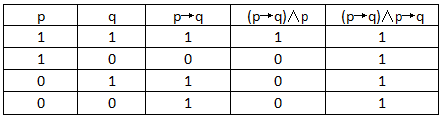 p q p→q (p→q)∧p (p→q)∧p→q
1 1 1 1 1
1 0 0 0 1
0 1 1 0 1
0 0 1 0 1